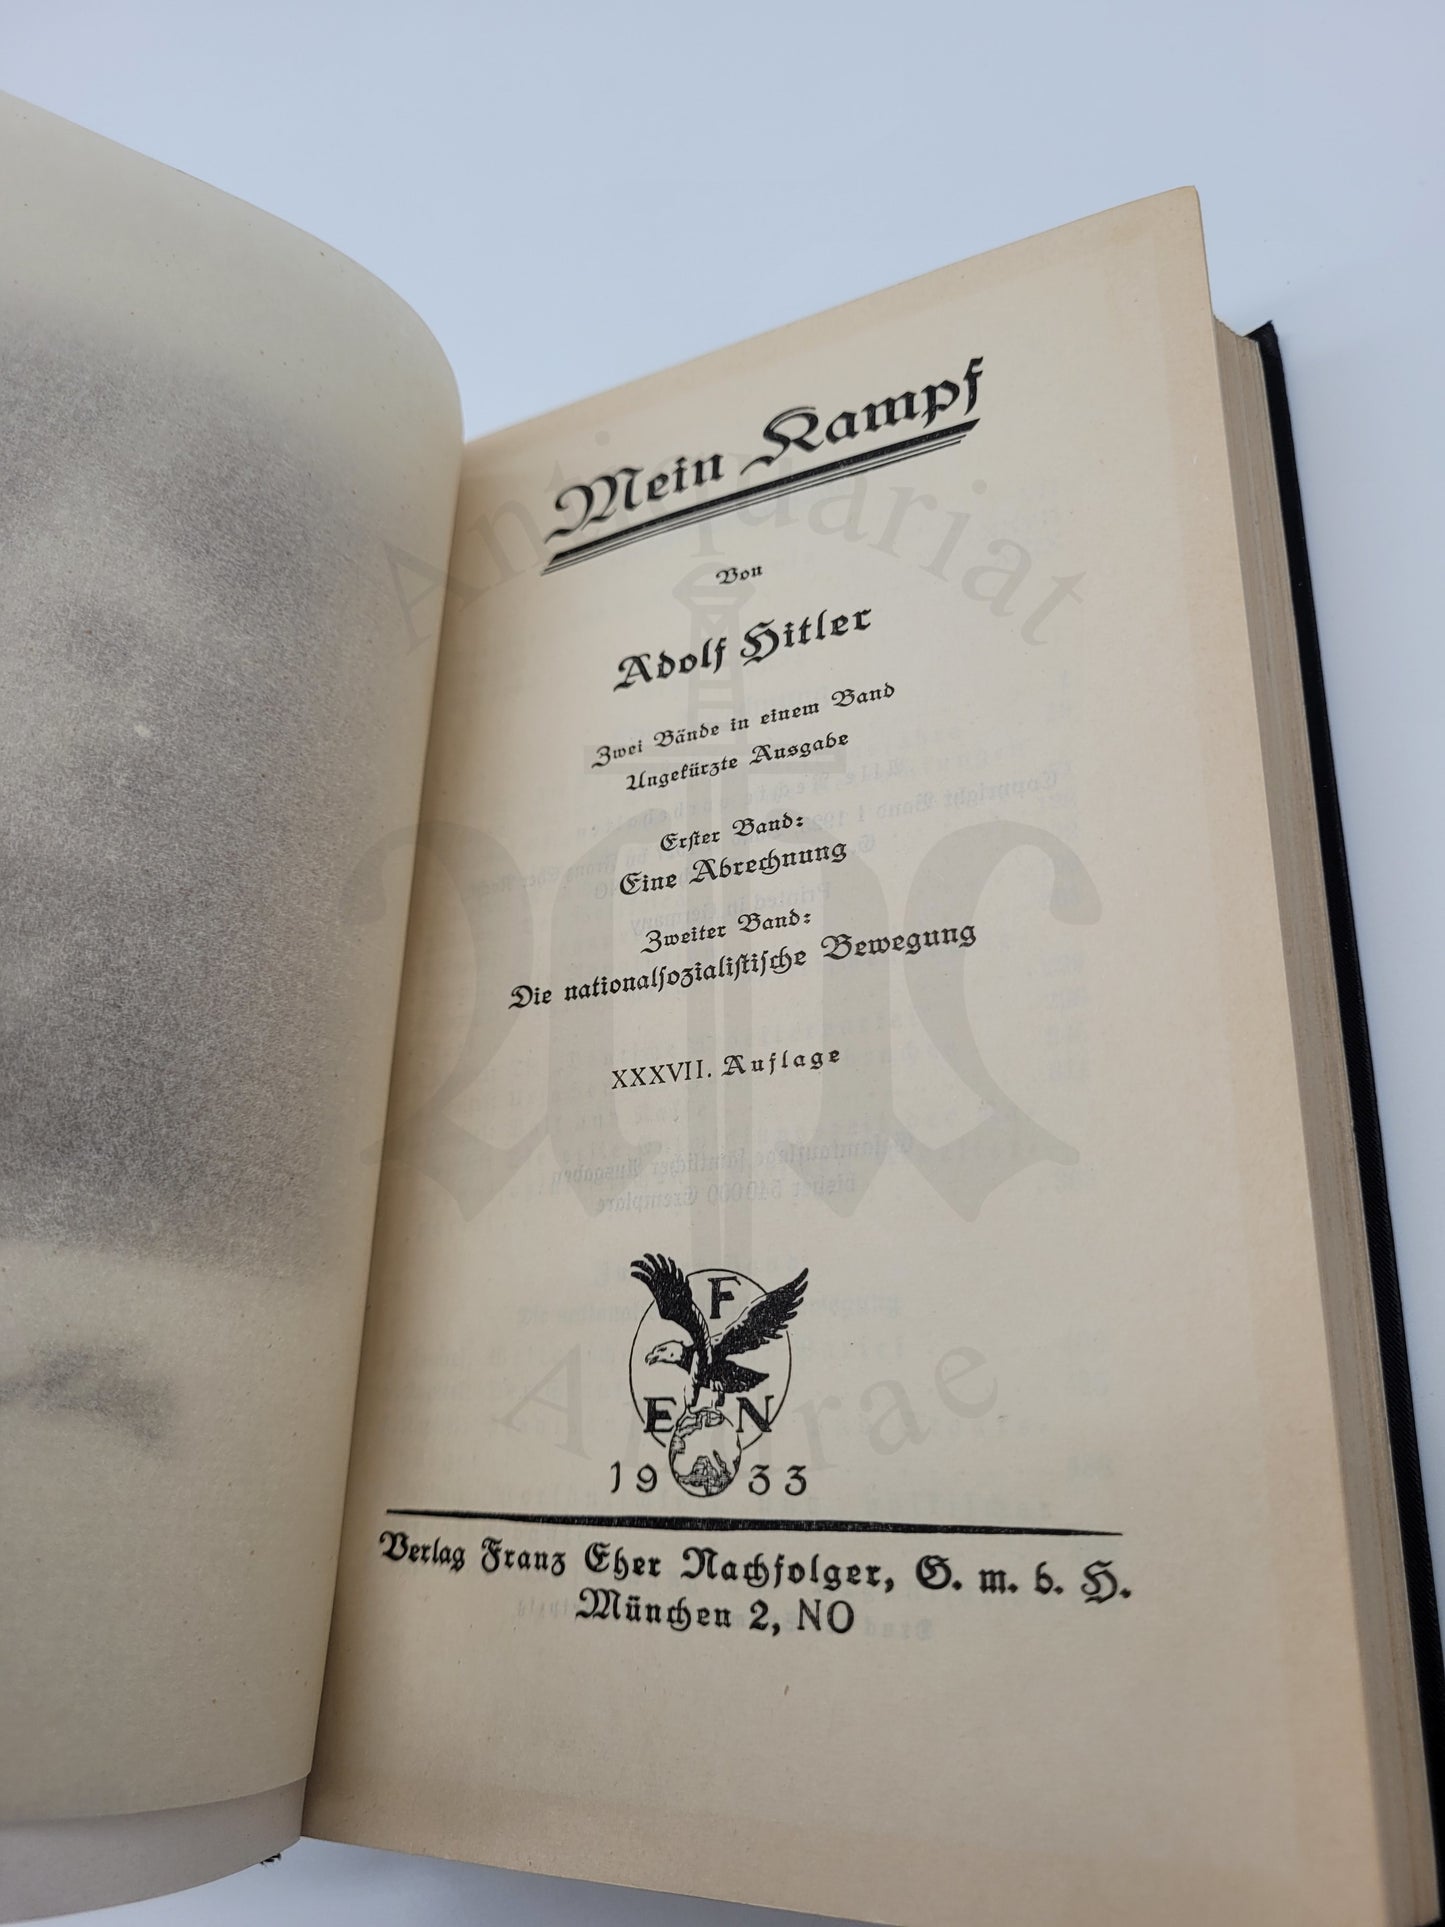 Mein Kampf
Von
Adolf Hitler
Zwei Bände in einem Band
Ungekürzte Ausgabe
Erster Band:
Eine Abrechnung
Zweiter Band:
Die nationalsozialistische Bewegung
XXXVII. Auflage
F
E N
1933
Verlag Franz Eher Nachfolger, G. m. b. H.
München 2, NO
Antiquariat